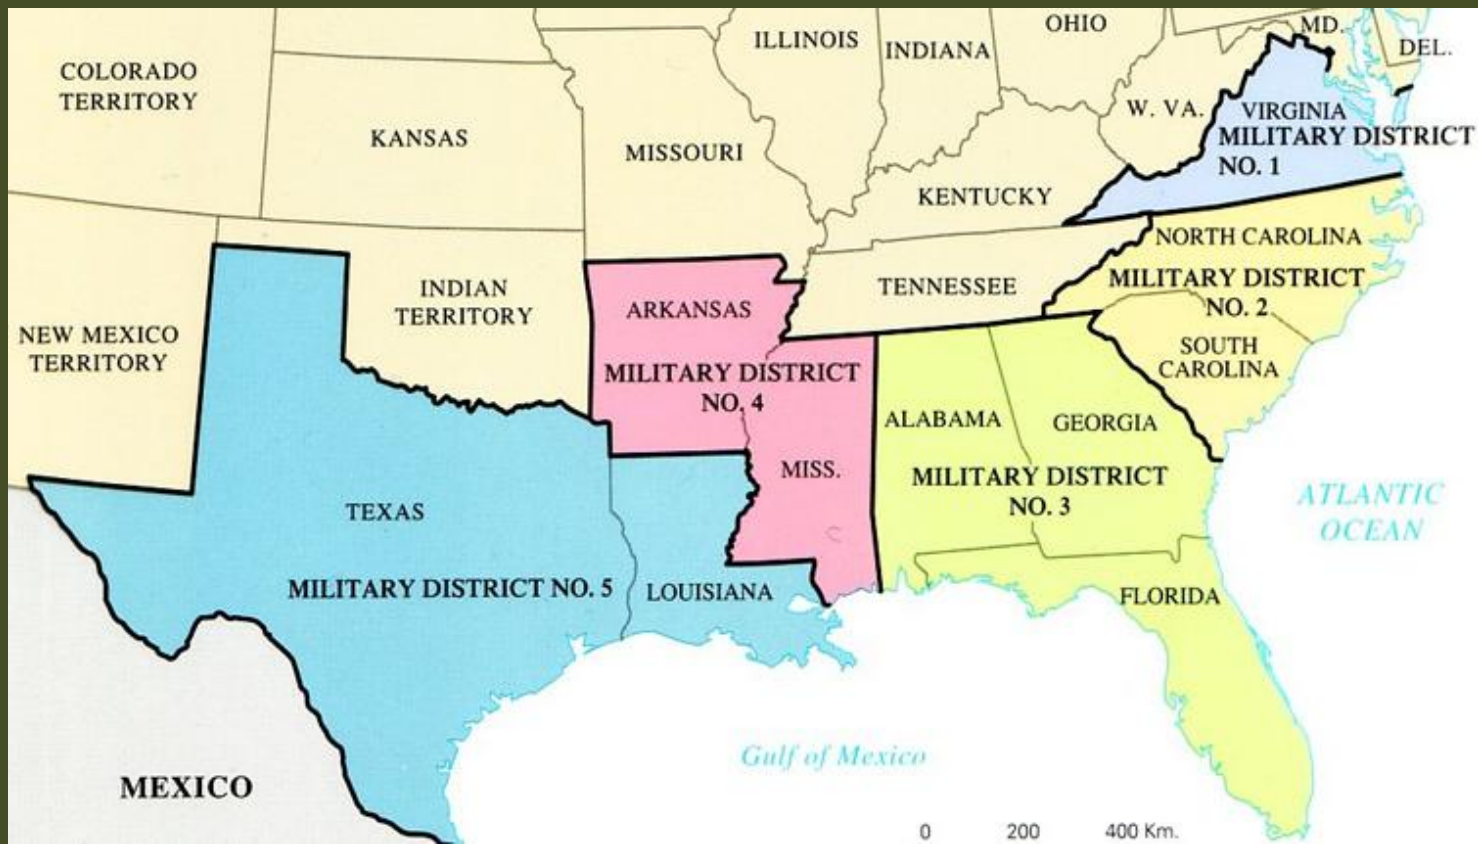 MD.
OHIO
ILLINOIS
INDIANA
DEL.
COLORADO
TERRITORY
W. VA.
VIRGINIA
MILITARY DISTRICT
NO. 1
KANSAS
MISSOURI
KENTUCKY
NORTH CAROLINA
MILITARY DISTRICT
NO. 2
SOUTH
CAROLINA
TENNESSEE
INDIAN
TERRITORY
ARKANSAS
MILITARY DISTRICT
NO. 4
MISS.
NEW MEXICO
TERRITORY
ALABAMA
GEORGIA
MILITARY DISTRICT
NO. 3
FLORIDA
ATLANTIC
OCEAN
TEXAS
MILITARY DISTRICT NO. 5
LOUISIANA
Gulf of Mexico
MEXICO
0 200 400 Km.